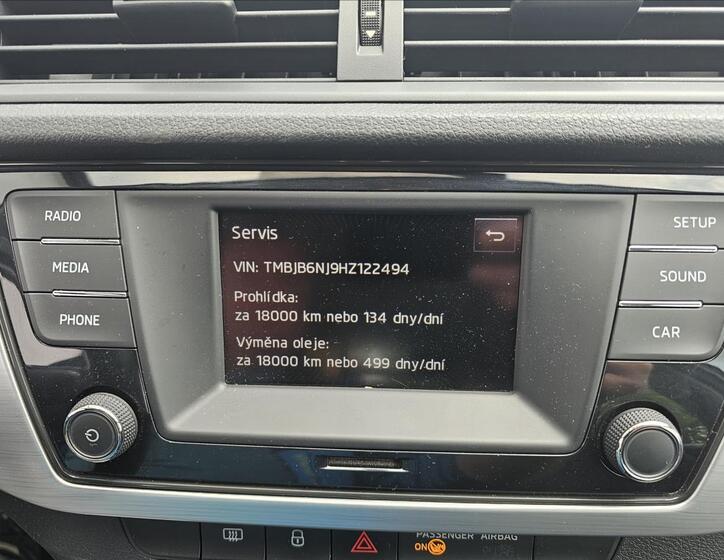 RADIO
MEDIA
PHONE
Servis
VIN: TMBJB6NJ9HZ122494
Prohlídka:
za 18000 km nebo 134 dny/dní
Výměna oleje:
za 18000 km nebo 499 dny/dní
SETUP
SOUND
CAR
PASSENGER AIRBAG
ON